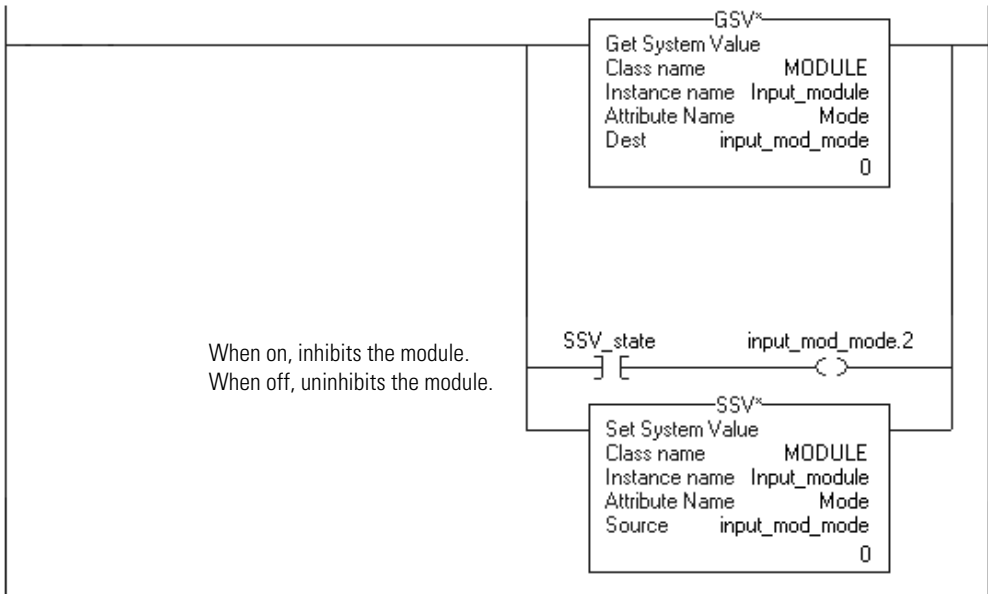 GSV*
Get System Value
Class name MODULE
Instance name Input_module
Attribute Name Mode
Dest input_mod_mode
0
SSV_state input_mod_mode.2
When on, inhibits the module.
When off, uninhibits the module.
SSV*
Set System Value
Class name MODULE
Instance name Input_module
Attribute Name Mode
Source input_mod_mode
0